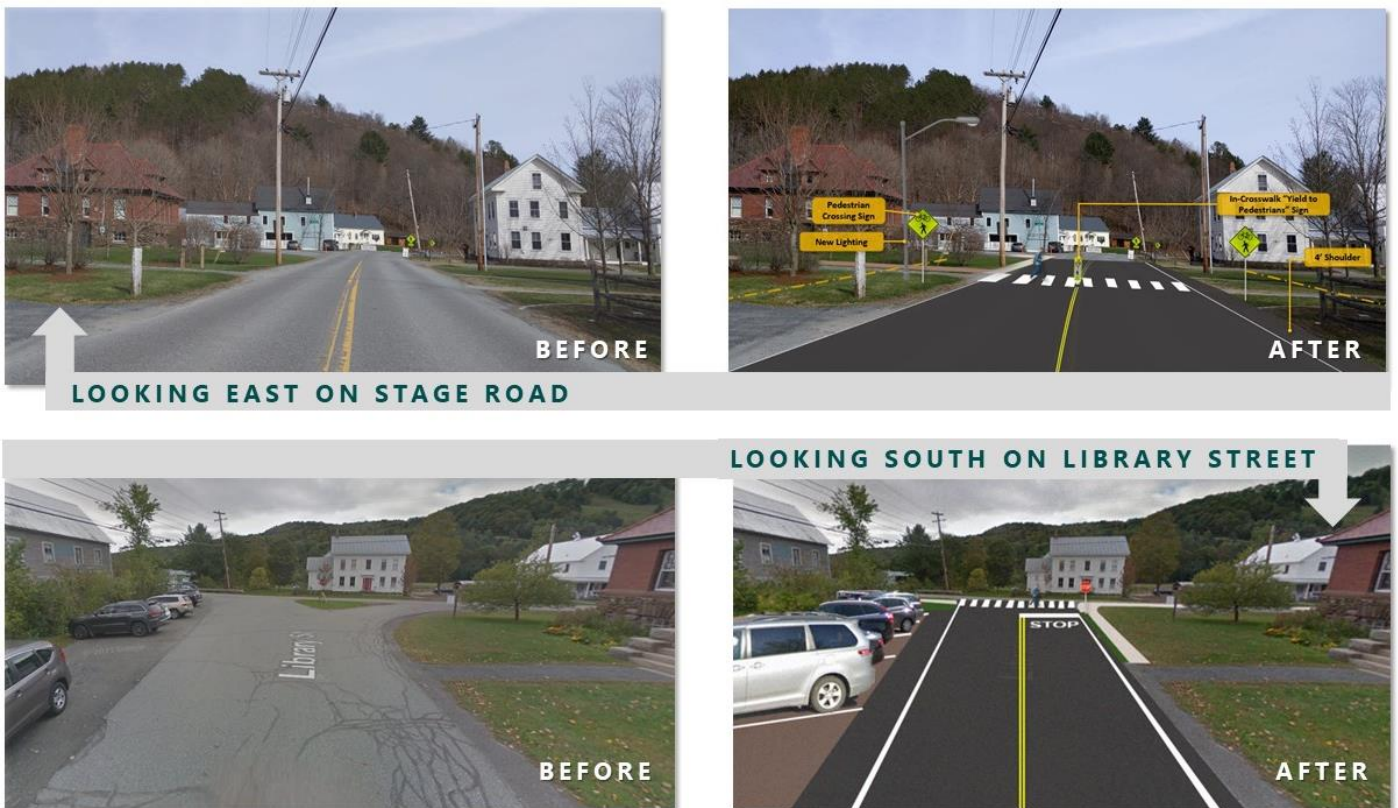 BEFORE
Pedestrian
Crossing Sign
New Lighting
In-Crosswalk "Yield to
Pedestrians" Sign
4' Shoulder
AFTER
LOOKING EAST ON STAGE ROAD
LOOKING SOUTH ON LIBRARY STREET
Library St
BEFORE
STOP
AFTER